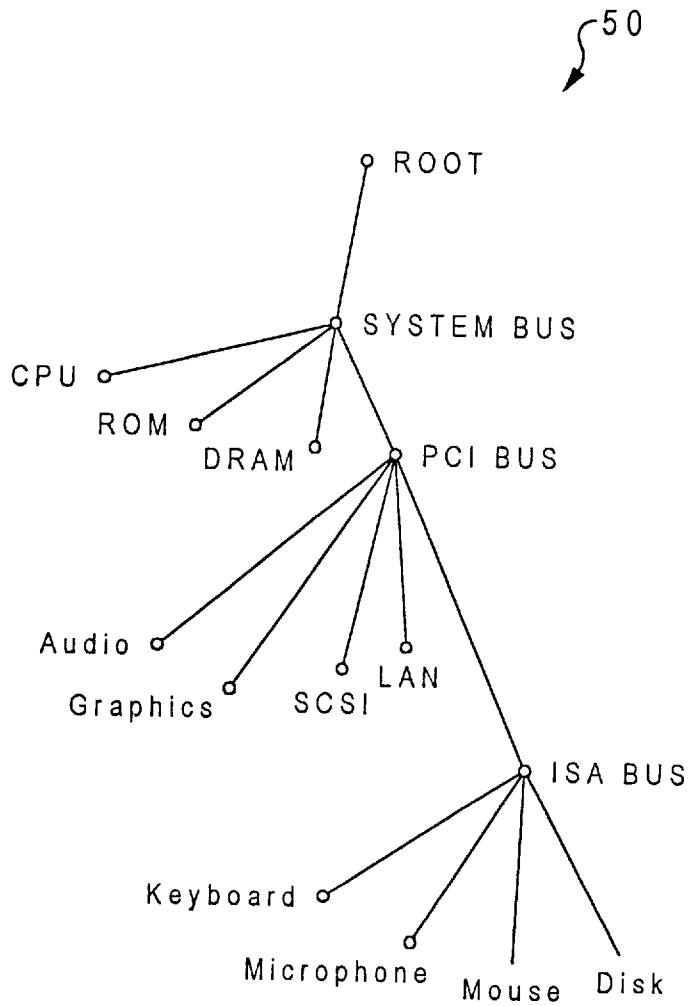 50
ROOT
SYSTEM BUS
CPU
ROM
DRAM
PCI BUS
Audio
Graphics
SCSI
LAN
ISA BUS
Keyboard
Microphone
Mouse
Disk